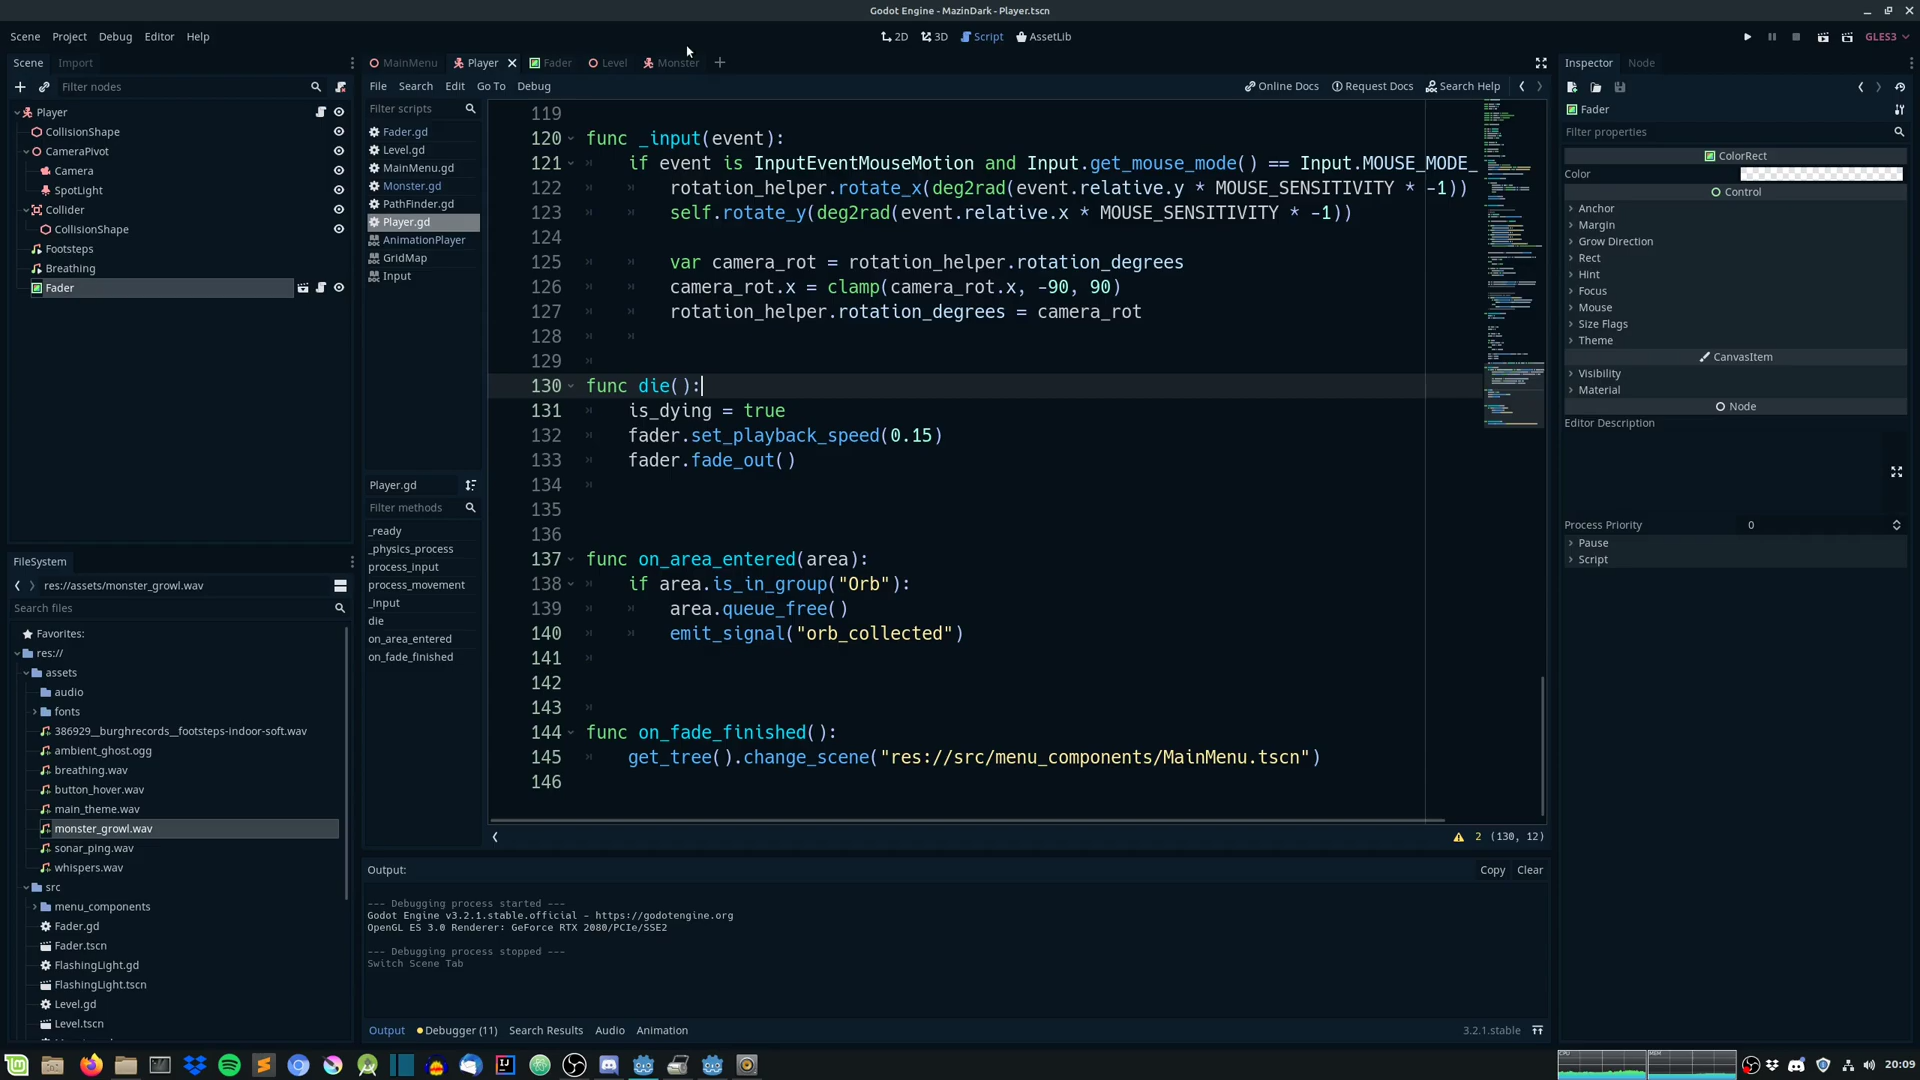 Godot Engine - MazinDark - Player.tscn
Scene Project Debug Editor Help
2D 3D Script AssetLib
GLES3
Scene Import
Filter nodes
Player
CollisionShape
CameraPivot
Camera
SpotLight
Collider
CollisionShape
Footsteps
Breathing
Fader
FileSystem
res://assets/monster_growl.wav
Search files
Favorites:
res://
assets
audio
fonts
386929__burghrecords__footsteps-indoor-soft.wav
ambient_ghost.ogg
breathing.wav
button_hover.wav
main_theme.wav
monster_growl.wav
sonar_ping.wav
whispers.wav
src
menu_components
Fader.gd
Fader.tscn
FlashingLight.gd
FlashingLight.tscn
Level.gd
Level.tscn
MainMenu Player Fader Level Monster
File Search Edit Go To Debug
Online Docs Request Docs Search Help
Filter scripts
Fader.gd
Level.gd
MainMenu.gd
Monster.gd
PathFinder.gd
Player.gd
AnimationPlayer
GridMap
Input
Player.gd
Filter methods
_ready
_physics_process
process_input
process_movement
_input
die
on_area_entered
on_fade_finished
119
120 func _input(event):
121 if event is InputEventMouseMotion and Input.get_mouse_mode() == Input.MOUSE_MODE_
122 rotation_helper.rotate_x(deg2rad(event.relative.y * MOUSE_SENSITIVITY * -1))
123 self.rotate_y(deg2rad(event.relative.x * MOUSE_SENSITIVITY * -1))
124
125 var camera_rot = rotation_helper.rotation_degrees
126 camera_rot.x = clamp(camera_rot.x, -90, 90)
127 rotation_helper.rotation_degrees = camera_rot
128
129
130 func die():
131 is_dying = true
132 fader.set_playback_speed(0.15)
133 fader.fade_out()
134
135
136
137 func on_area_entered(area):
138 if area.is_in_group("Orb"):
139 area.queue_free()
140 emit_signal("orb_collected")
141
142
143
144 func on_fade_finished():
145 get_tree().change_scene("res://src/menu_components/MainMenu.tscn")
146
2 (130, 12)
Output:
Copy Clear
--- Debugging process started ---
Godot Engine v3.2.1.stable.official - https://godotengine.org
OpenGL ES 3.0 Renderer: GeForce RTX 2080/PCIe/SSE2
--- Debugging process stopped ---
Switch Scene Tab
Output Debugger (11) Search Results Audio Animation
3.2.1.stable
Inspector Node
Fader
Filter properties
ColorRect
Color
Control
Anchor
Margin
Grow Direction
Rect
Hint
Focus
Mouse
Size Flags
Theme
CanvasItem
Visibility
Material
Node
Editor Description
Process Priority 0
Pause
Script
20:09